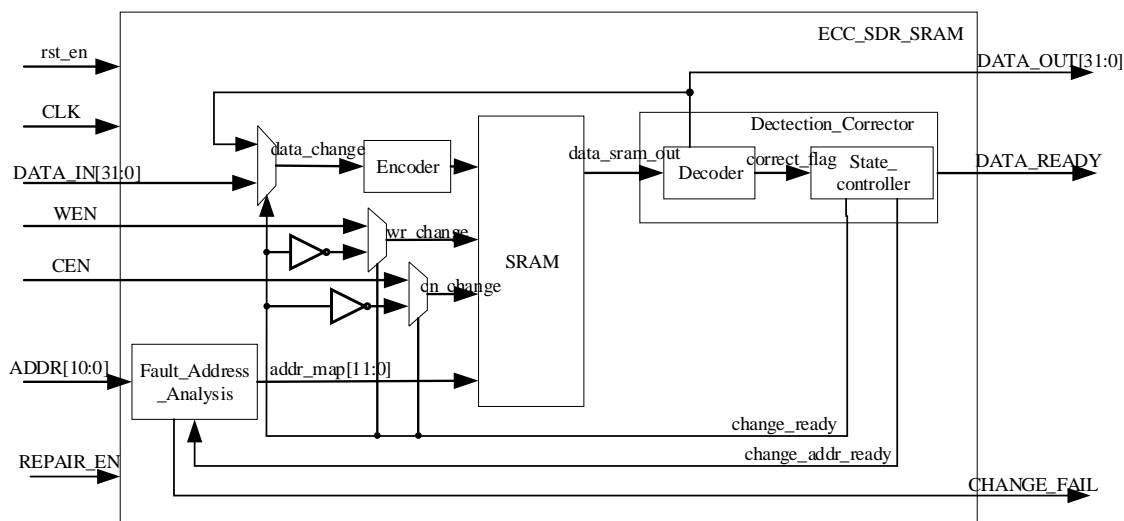 ECC_SDR_SRAM
rst_en
DATA_OUT[31:0]
CLK
Dectection_Corrector
data_change
Encoder
data_sram_out
Decoder
correct_flag
State_
controller
DATA_READY
DATA_IN[31:0]
WEN
wr_change
SRAM
CEN
cn_change
ADDR[10:0]
Fault_Address
_Analysis
addr_map[11:0]
change_ready
change_addr_ready
REPAIR_EN
CHANGE_FAIL